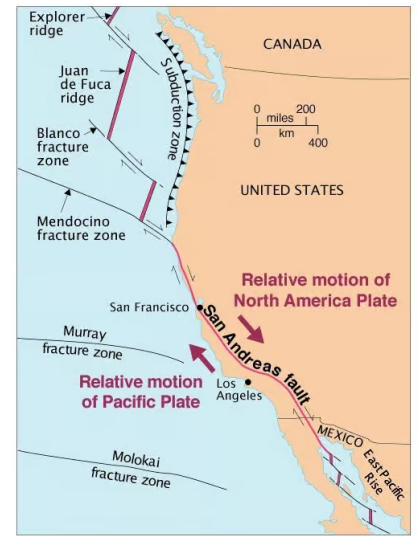 Explorer
ridge
CANADA
Juan
de Fuca
ridge
Subduction zone
0 200
miles
km
0 400
Blanco
fracture
zone
UNITED STATES
Mendocino
fracture zone
Relative motion of
North America Plate
San Francisco
San Andreas fault
Murray
fracture zone
Relative motion
of Pacific Plate
Los
Angeles
MEXICO
East Pacific
Rise
Molokai
fracture zone